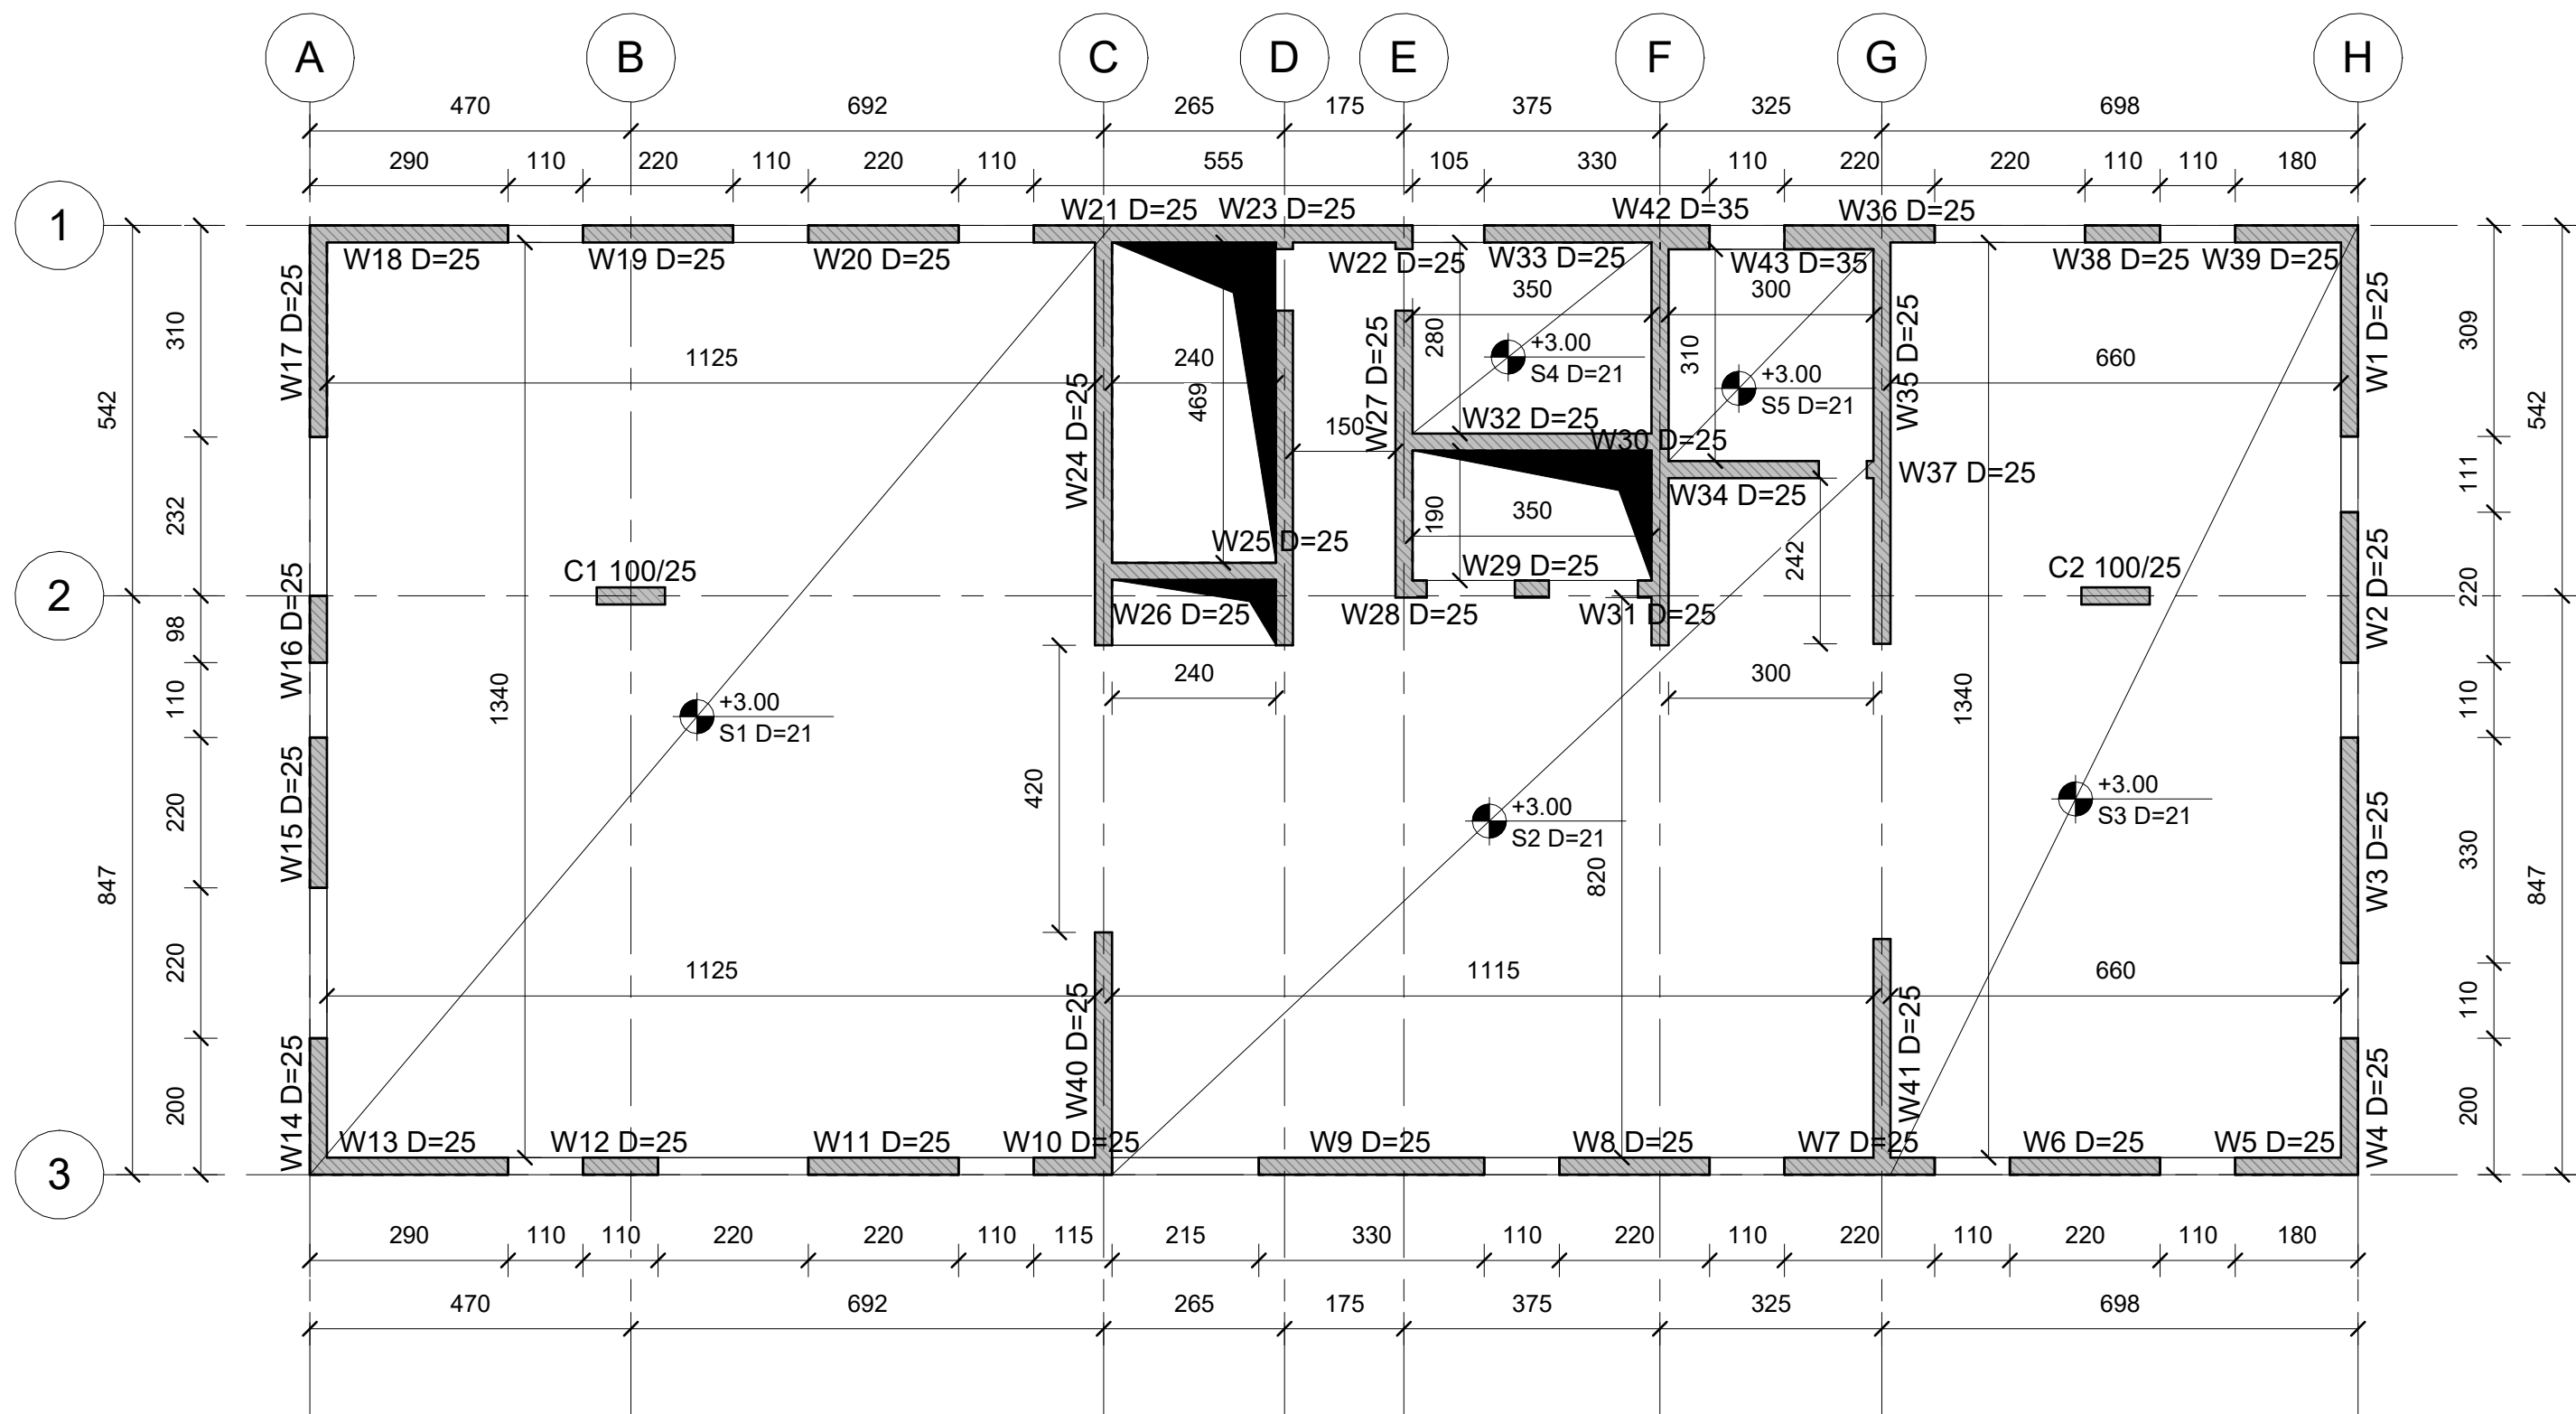 A B C D E F G H
470 692 265 175 375 325 698
290 110 220 110 220 110 555 105 330 110 220 220 110 110 180
1
W21 D=25 W23 D=25 W42 D=35 W36 D=25
W18 D=25 W19 D=25 W20 D=25 W22 D=25 W33 D=25 W43 D=35 W38 D=25 W39 D=25
350 300
W17 D=25 310 280 W27 D=25 310 W35 D=25 W1 D=25 309
+3.00
S4 D=21
1125 240 660
+3.00
S5 D=21
542 469 W24 D=25 542
W32 D=25
150 W30 D=25
W37 D=25
111
W34 D=25
232 190 350
W25 D=25
242
C1 100/25 W29 D=25 C2 100/25
2
W16 D=25 W2 D=25 220
W26 D=25 W28 D=25 W31 D=25
98
240 300
110 1340 1340 110
+3.00
S1 D=21
420
+3.00
S3 D=21
+3.00
S2 D=21
W15 D=25 220 W3 D=25 330
847 820 847
220 1125 1115 660 110
W40 D=25 W41 D=25
W14 D=25 200 W4 D=25 200
W13 D=25 W12 D=25 W11 D=25 W10 D=25 W9 D=25 W8 D=25 W7 D=25 W6 D=25 W5 D=25
3
290 110 110 220 220 110 115 215 330 110 220 110 220 110 220 110 180
470 692 265 175 375 325 698